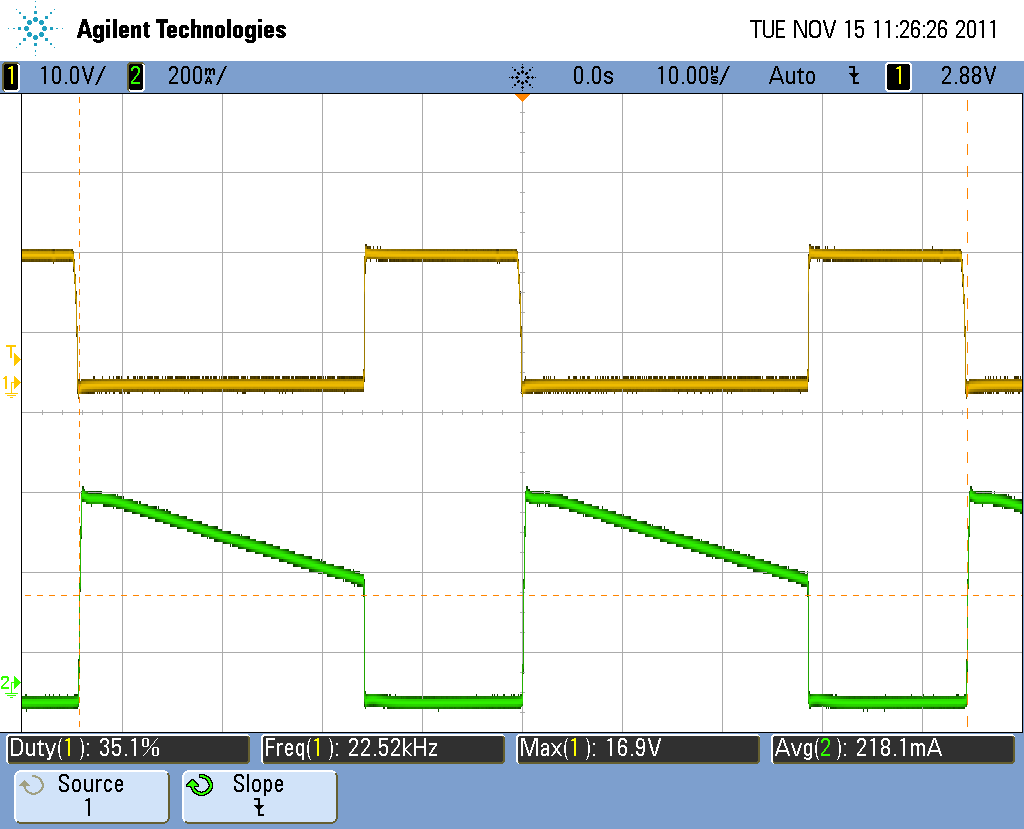 Agilent Technologies TUE NOV 15 11:26:26 2011
1 10.0V/ 2 200mA/ 0.0s 10.00µs/ Auto 1 2.88V
T
1
2
Duty(1): 35.1% Freq(1): 22.52kHz Max(1): 16.9V Avg(2): 218.1mA
Source Slope
1